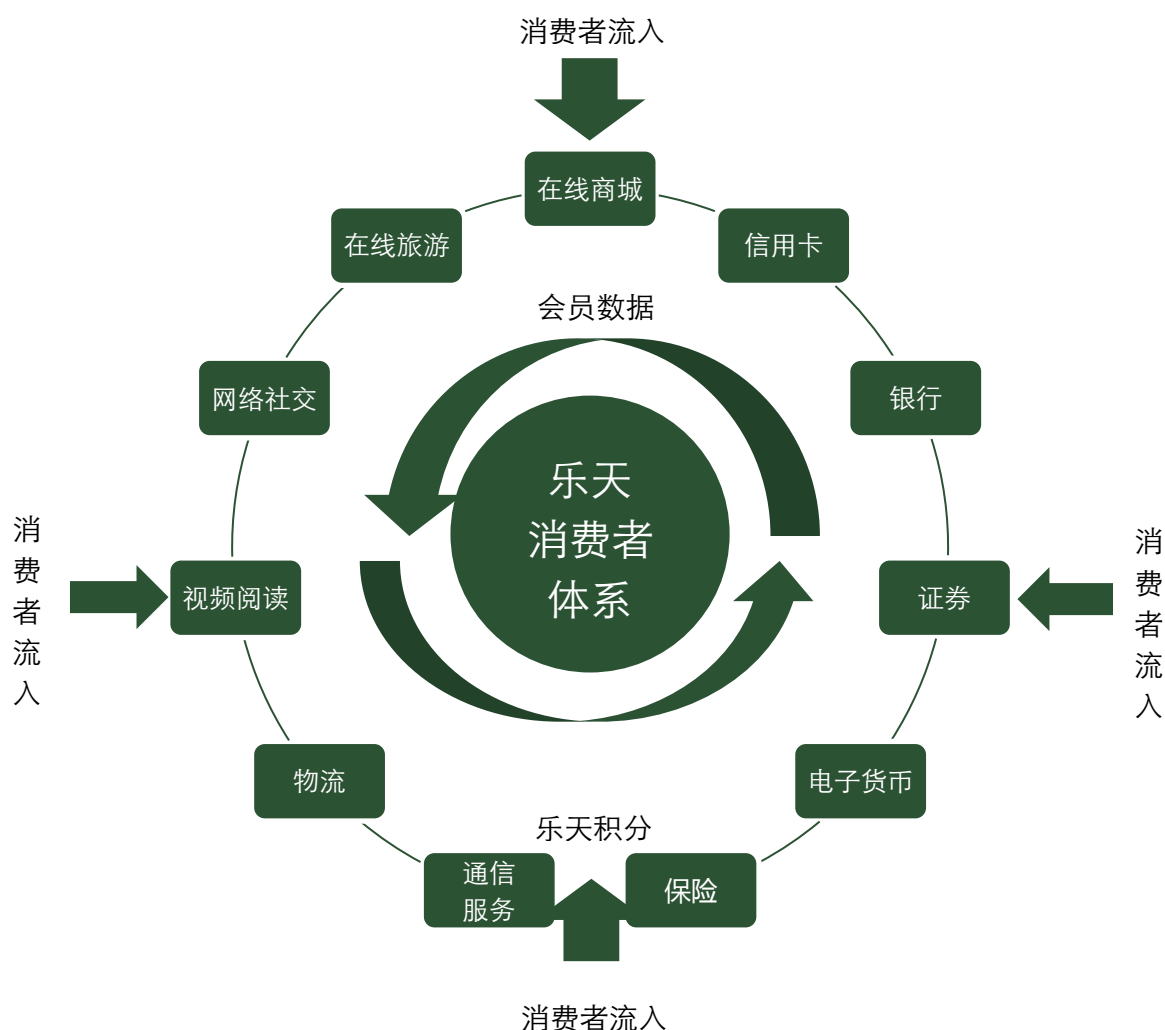 消费者流入
在线商城
在线旅游
信用卡
会员数据
网络社交
银行
乐天
消费者
体系
消费者流入
视频阅读
证券
消费者流入
物流
电子货币
乐天积分
通信
服务
保险
消费者流入